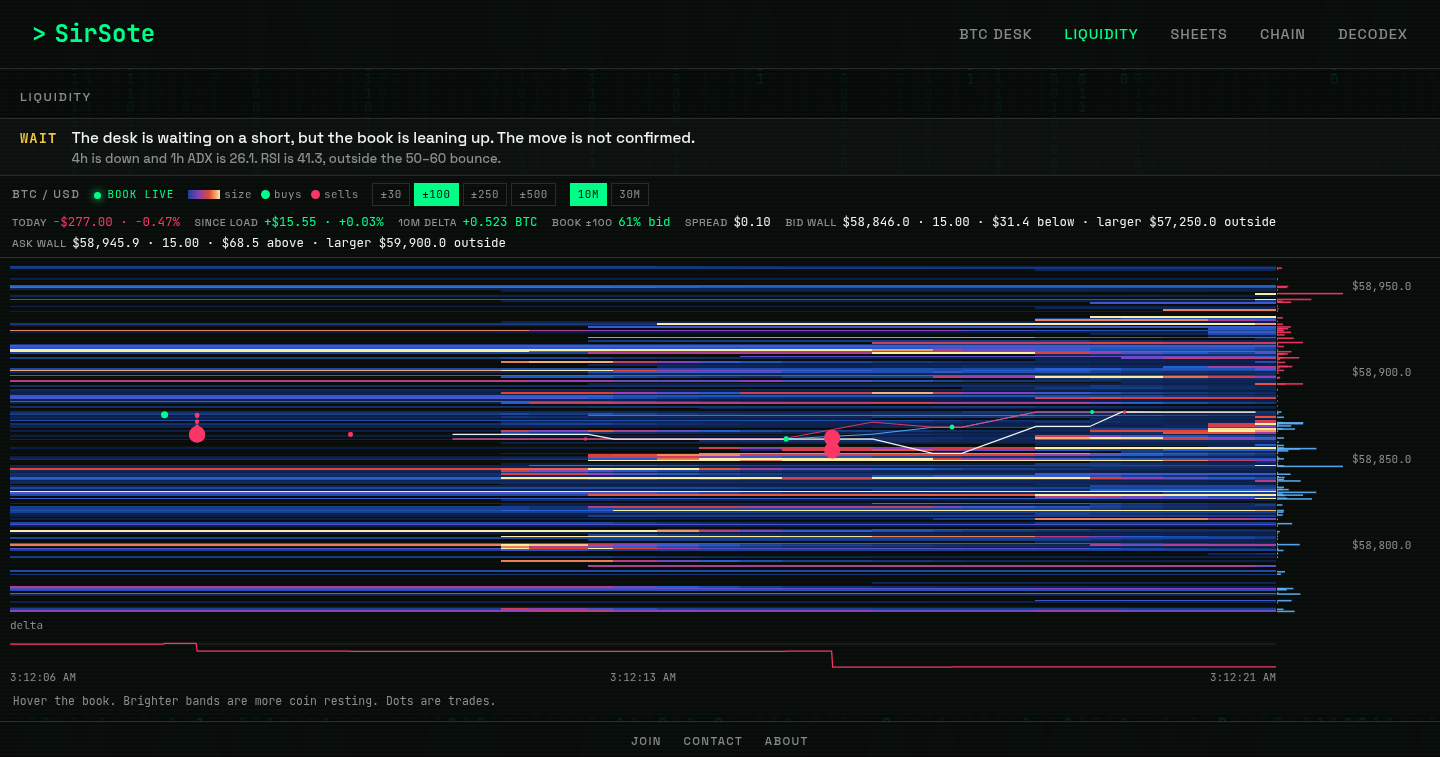 > SirSote
BTC DESK LIQUIDITY SHEETS CHAIN DECODEX
LIQUIDITY
WAIT The desk is waiting on a short, but the book is leaning up. The move is not confirmed.
4h is down and 1h ADX is 26.1. RSI is 41.3, outside the 50–60 bounce.
BTC / USD BOOK LIVE size buys sells ±30 ±100 ±250 ±500 10M 30M
TODAY -$277.00 · -0.47% SINCE LOAD +$15.55 · +0.03% 10M DELTA +0.523 BTC BOOK ±100 61% bid SPREAD $0.10 BID WALL $58,846.0 · 15.00 · $31.4 below · larger $57,250.0 outside
ASK WALL $58,945.9 · 15.00 · $68.5 above · larger $59,900.0 outside
$58,950.0
$58,900.0
$58,850.0
$58,800.0
delta
3:12:06 AM 3:12:13 AM 3:12:21 AM
Hover the book. Brighter bands are more coin resting. Dots are trades.
JOIN CONTACT ABOUT